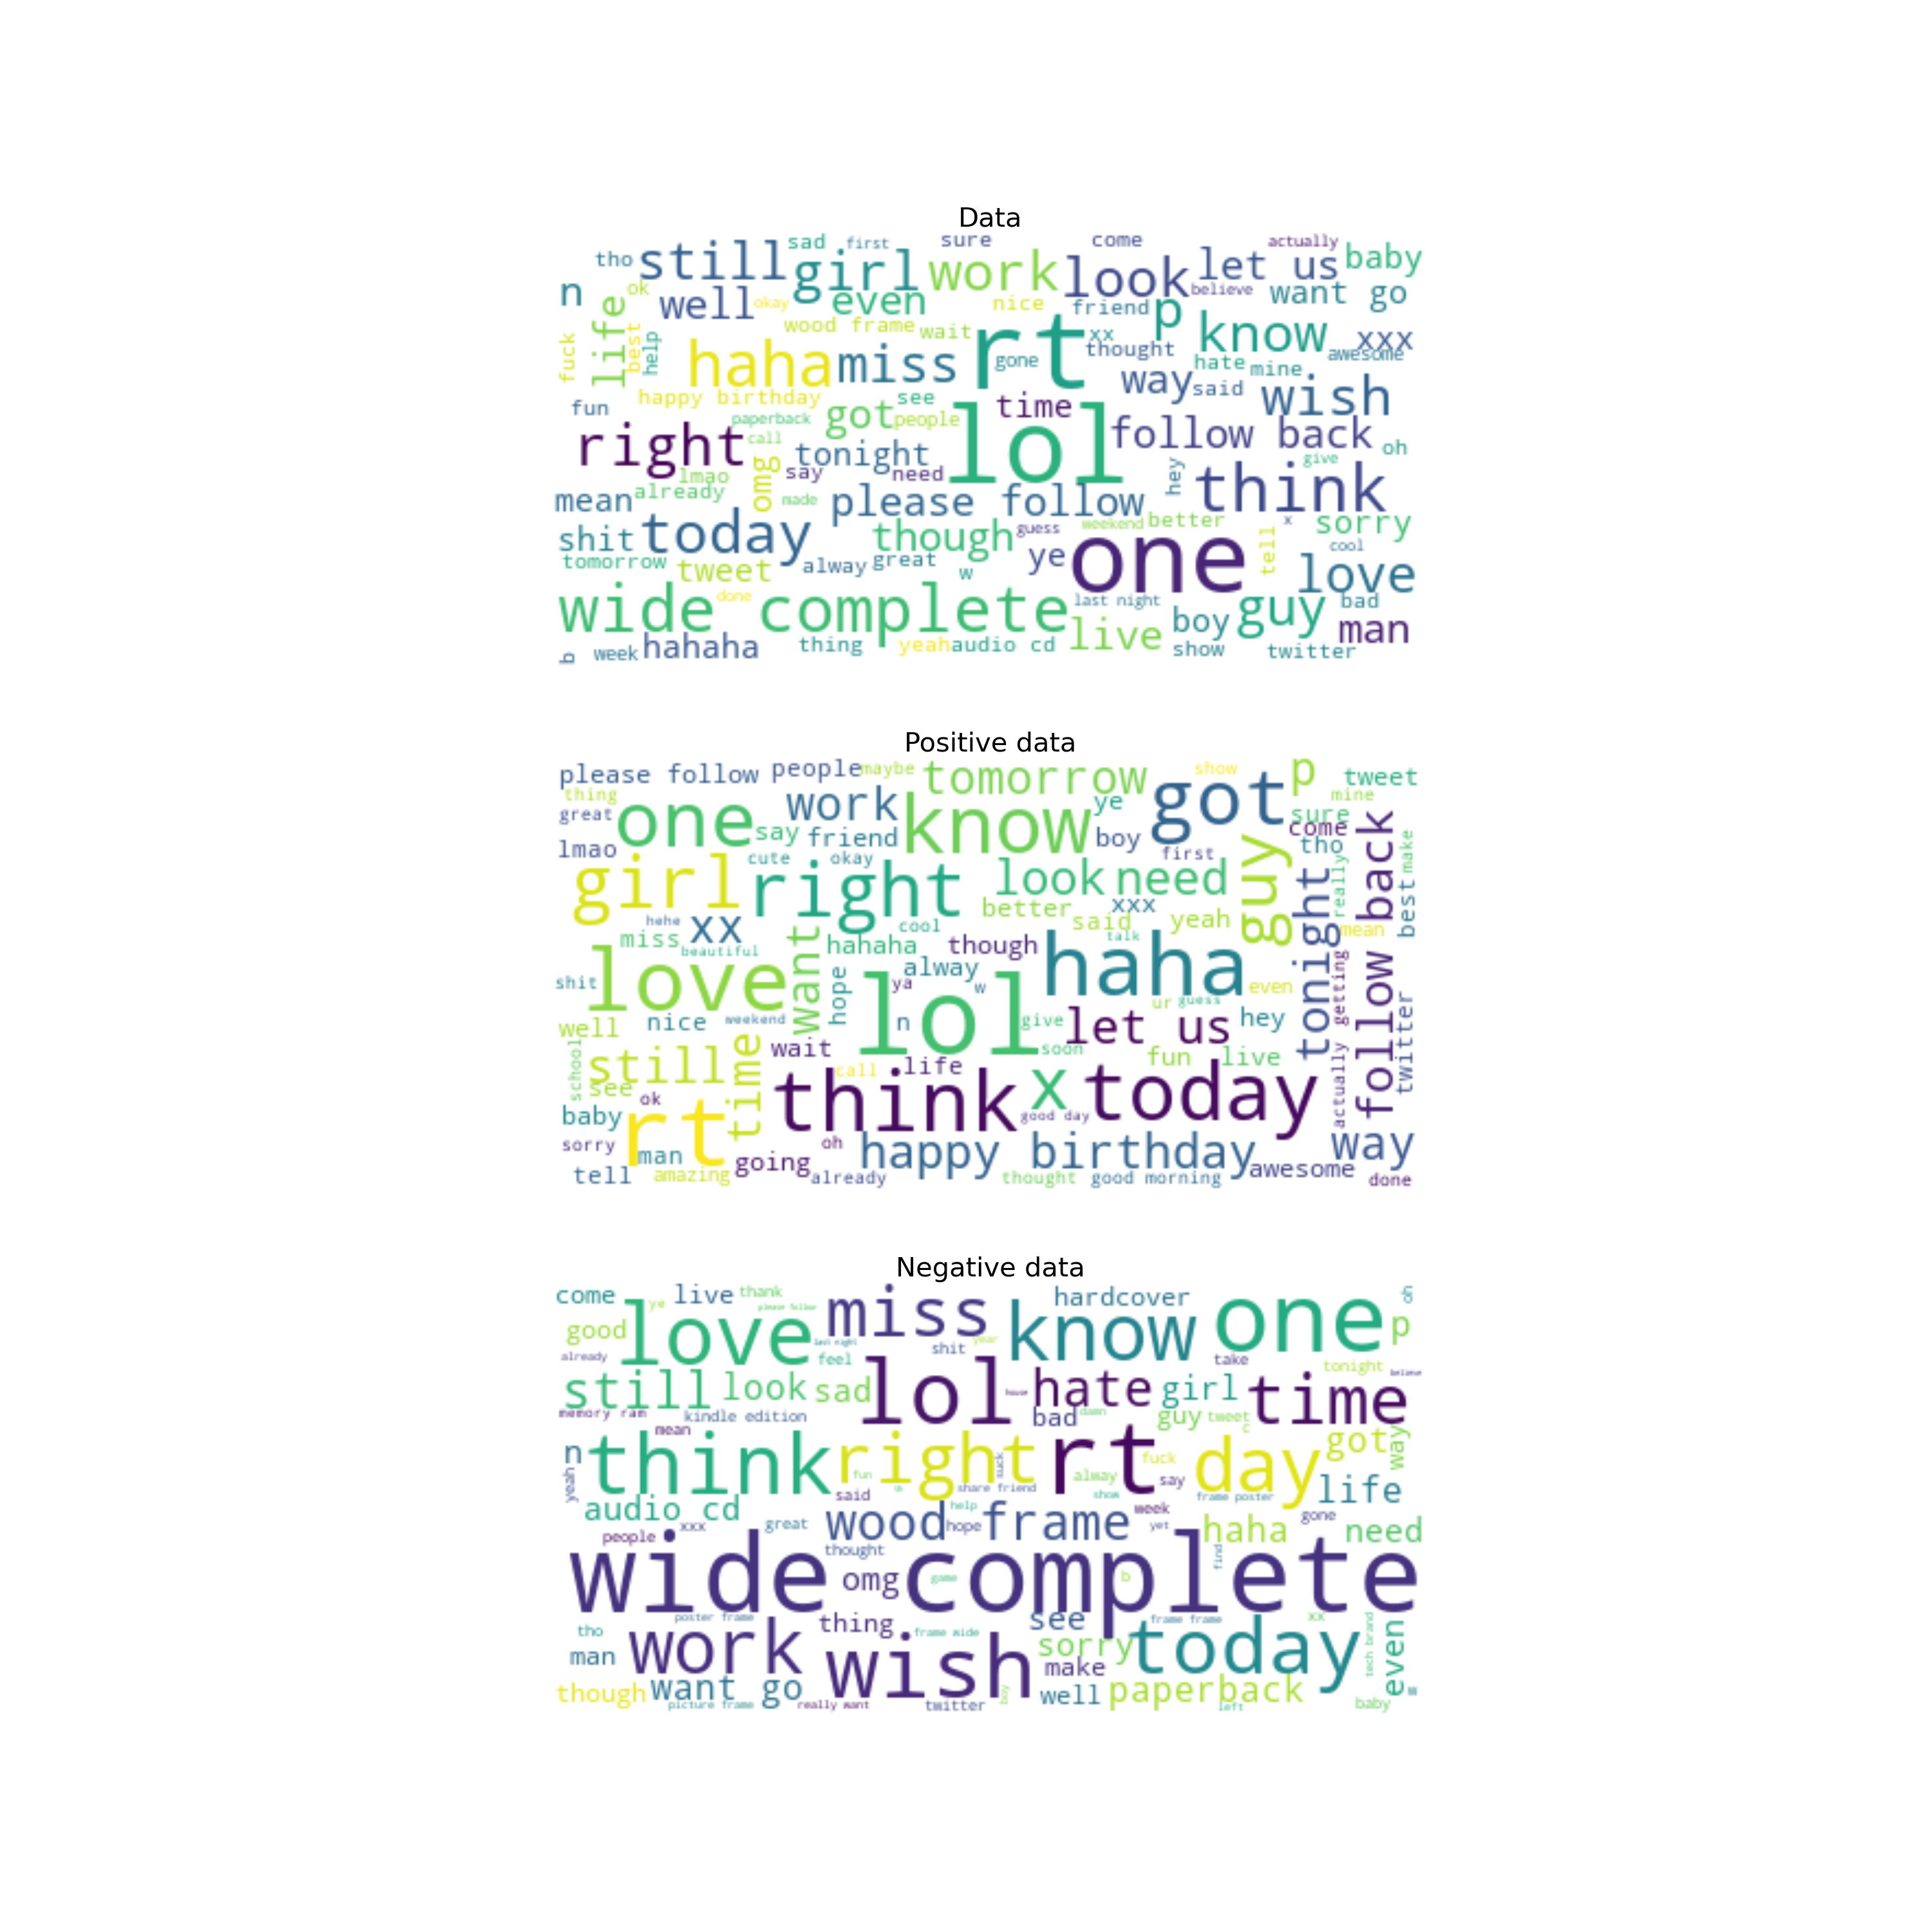 Data
tho still sad first sure come actually
girl work look let us baby
n ok well okay even nice friend believe want go
life wood frame wait rt xx p know xxx
fuck best help haha miss gone thought hate mine awesome
happy birthday see time way said wish
fun paperback got people lol follow back oh
right call tonight need hey give think
lmao omg say
mean already made please follow
shit today though guess weekend better x sorry
tomorrow tweet alway great w ye one tell cool love
wide complete done last night boy guy bad man
b week hahaha thing yeah audio cd live show twitter
Positive data
please follow people maybe tomorrow show p tweet
thing work got mine
great one say friend know ye boy sure come
lmao cute okay first guy tho
girl right look need tonight really best make follow back
hehe xx cool better said xxx yeah mean
miss beautiful want hahaha though talk haha
shit love hope alway ya w even
well nice weekend lol n give ur guess let us hey
school still time wait soon fun live actually getting twitter
see ok call life think x good day today
baby rt oh happy birthday way
sorry man going awesome
tell amazing already thought good morning done
Negative data
come live thank miss hardcover one oh
good ye love please follow know p
already last night feel shit year take tonight believe
still look sad lol house hate girl time
memory ram kindle edition bad damn guy tweet c
n mean think right rt day got way
yeah fun suck alway fuck say life
audio cd said ok share friend show frame poster
people xxx great wood frame help hope week yet haha gone need
wide complete thought omg game b find
poster frame thing see frame frame xx
tho man work frame wide wish sorry today tech brand even
though want go make well paperback
picture frame really want twitter boy left baby